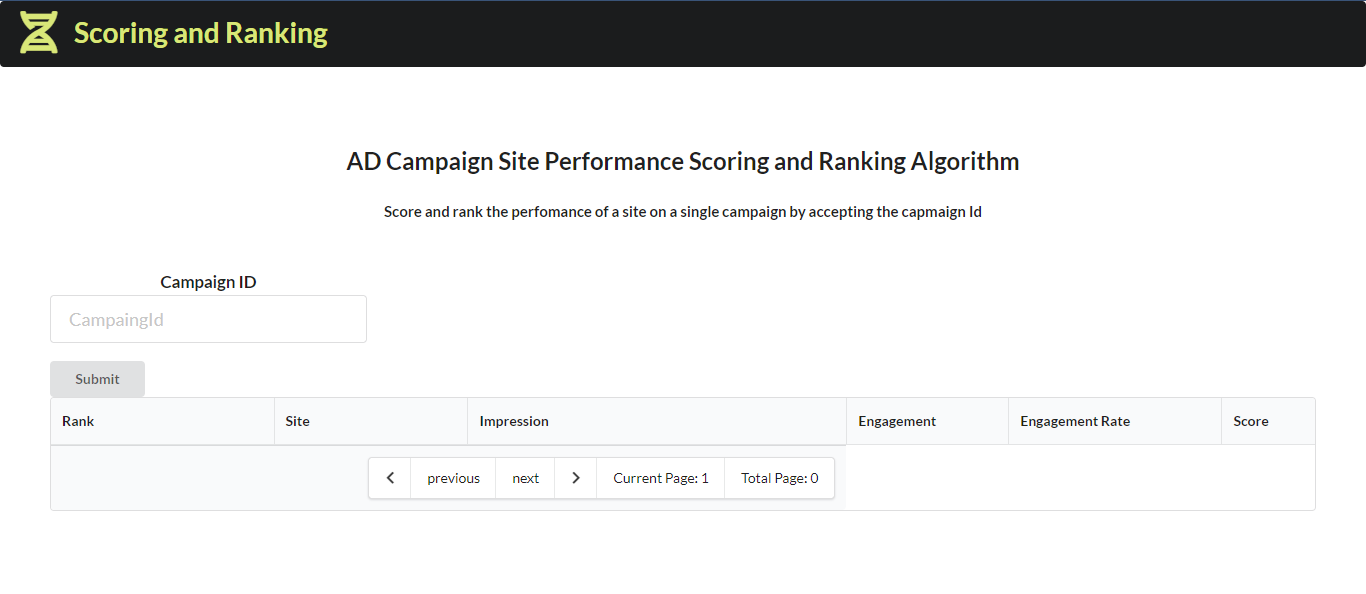 Scoring and Ranking
AD Campaign Site Performance Scoring and Ranking Algorithm
Score and rank the perfomance of a site on a single campaign by accepting the capmaign Id
Campaign ID
CampaingId
Submit
Rank Site Impression Engagement Engagement Rate Score
previous next Current Page: 1 Total Page: 0